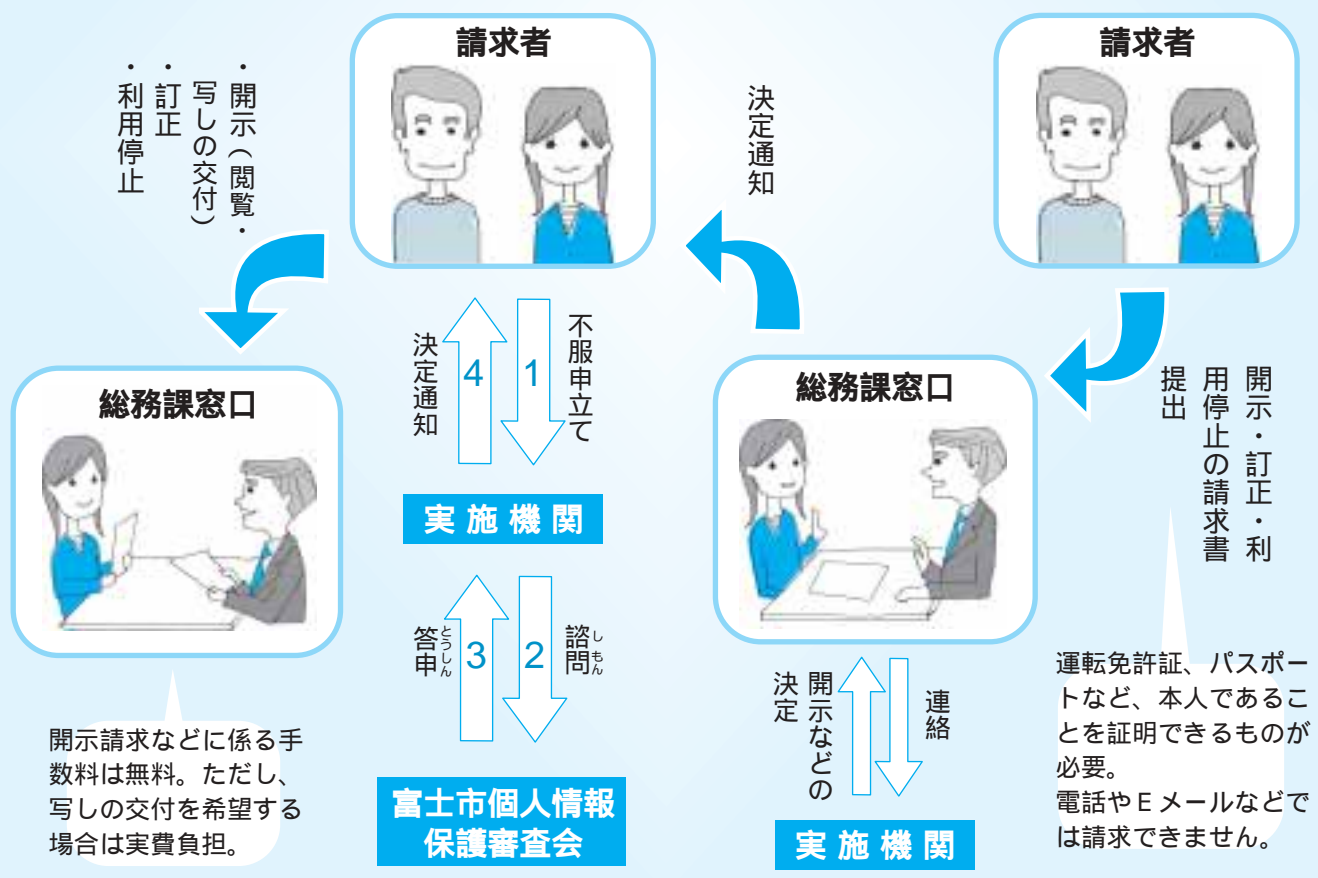 請求者
開示・訂正・利
用停止の請求書
提出
運転免許証、パスポー
トなど、本人であるこ
とを証明できるものが
必要。
電話やEメールなどで
は請求できません。
総務課窓口
連絡
開示などの
決定
実施機関
決定通知
請求者
不服申立て
1
4
決定通知
実施機関
諮問
しもん
2
3
答申
とうしん
富士市個人情報
保護審査会
・開示(閲覧・
写しの交付)
・訂正
・利用停止
総務課窓口
開示請求などに係る手
数料は無料。ただし、
写しの交付を希望する
場合は実費負担。